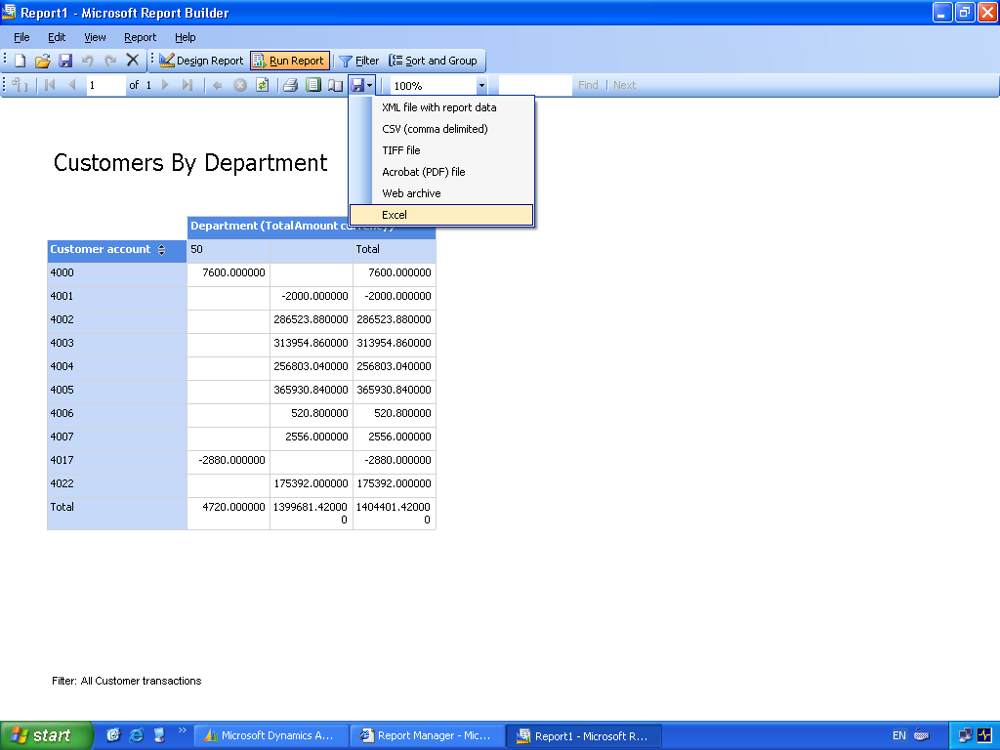 Report1 - Microsoft Report Builder
File Edit View Report Help
Design Report Run Report Filter Sort and Group
1 of 1 100% Find | Next
XML file with report data
CSV (comma delimited)
TIFF file
Acrobat (PDF) file
Web archive
Excel
Customers By Department
Department (TotalAmount
Customer account 50 Total
4000 7600.000000 7600.000000
4001 -2000.000000 -2000.000000
4002 286523.880000 286523.880000
4003 313954.860000 313954.860000
4004 256803.040000 256803.040000
4005 365930.840000 365930.840000
4006 520.800000 520.800000
4007 2556.000000 2556.000000
4017 -2880.000000 -2880.000000
4022 175392.000000 175392.000000
Total 4720.000000 1399681.42000 1404401.42000
0 0
Filter: All Customer transactions
start » Microsoft Dynamics A... Report Manager - Mic... Report1 - Microsoft R... EN